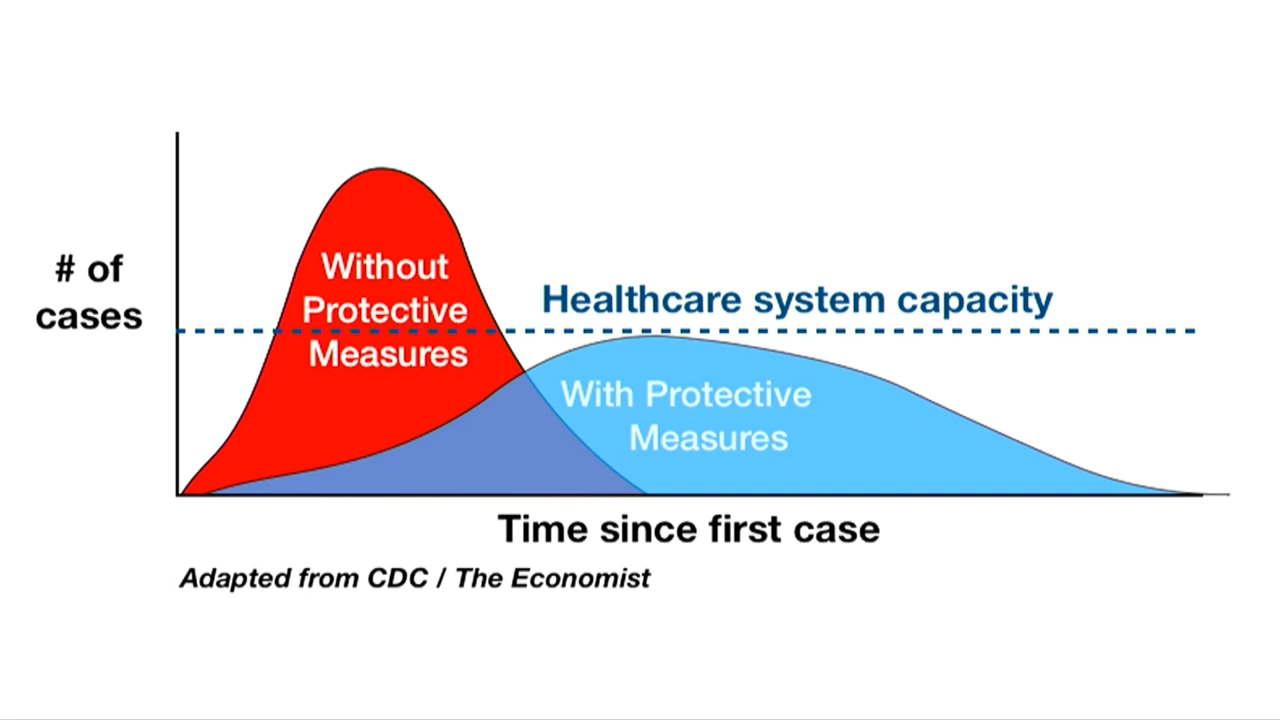 # of
cases
Without
Protective
Measures
Healthcare system capacity
With Protective
Measures
Time since first case
Adapted from CDC / The Economist